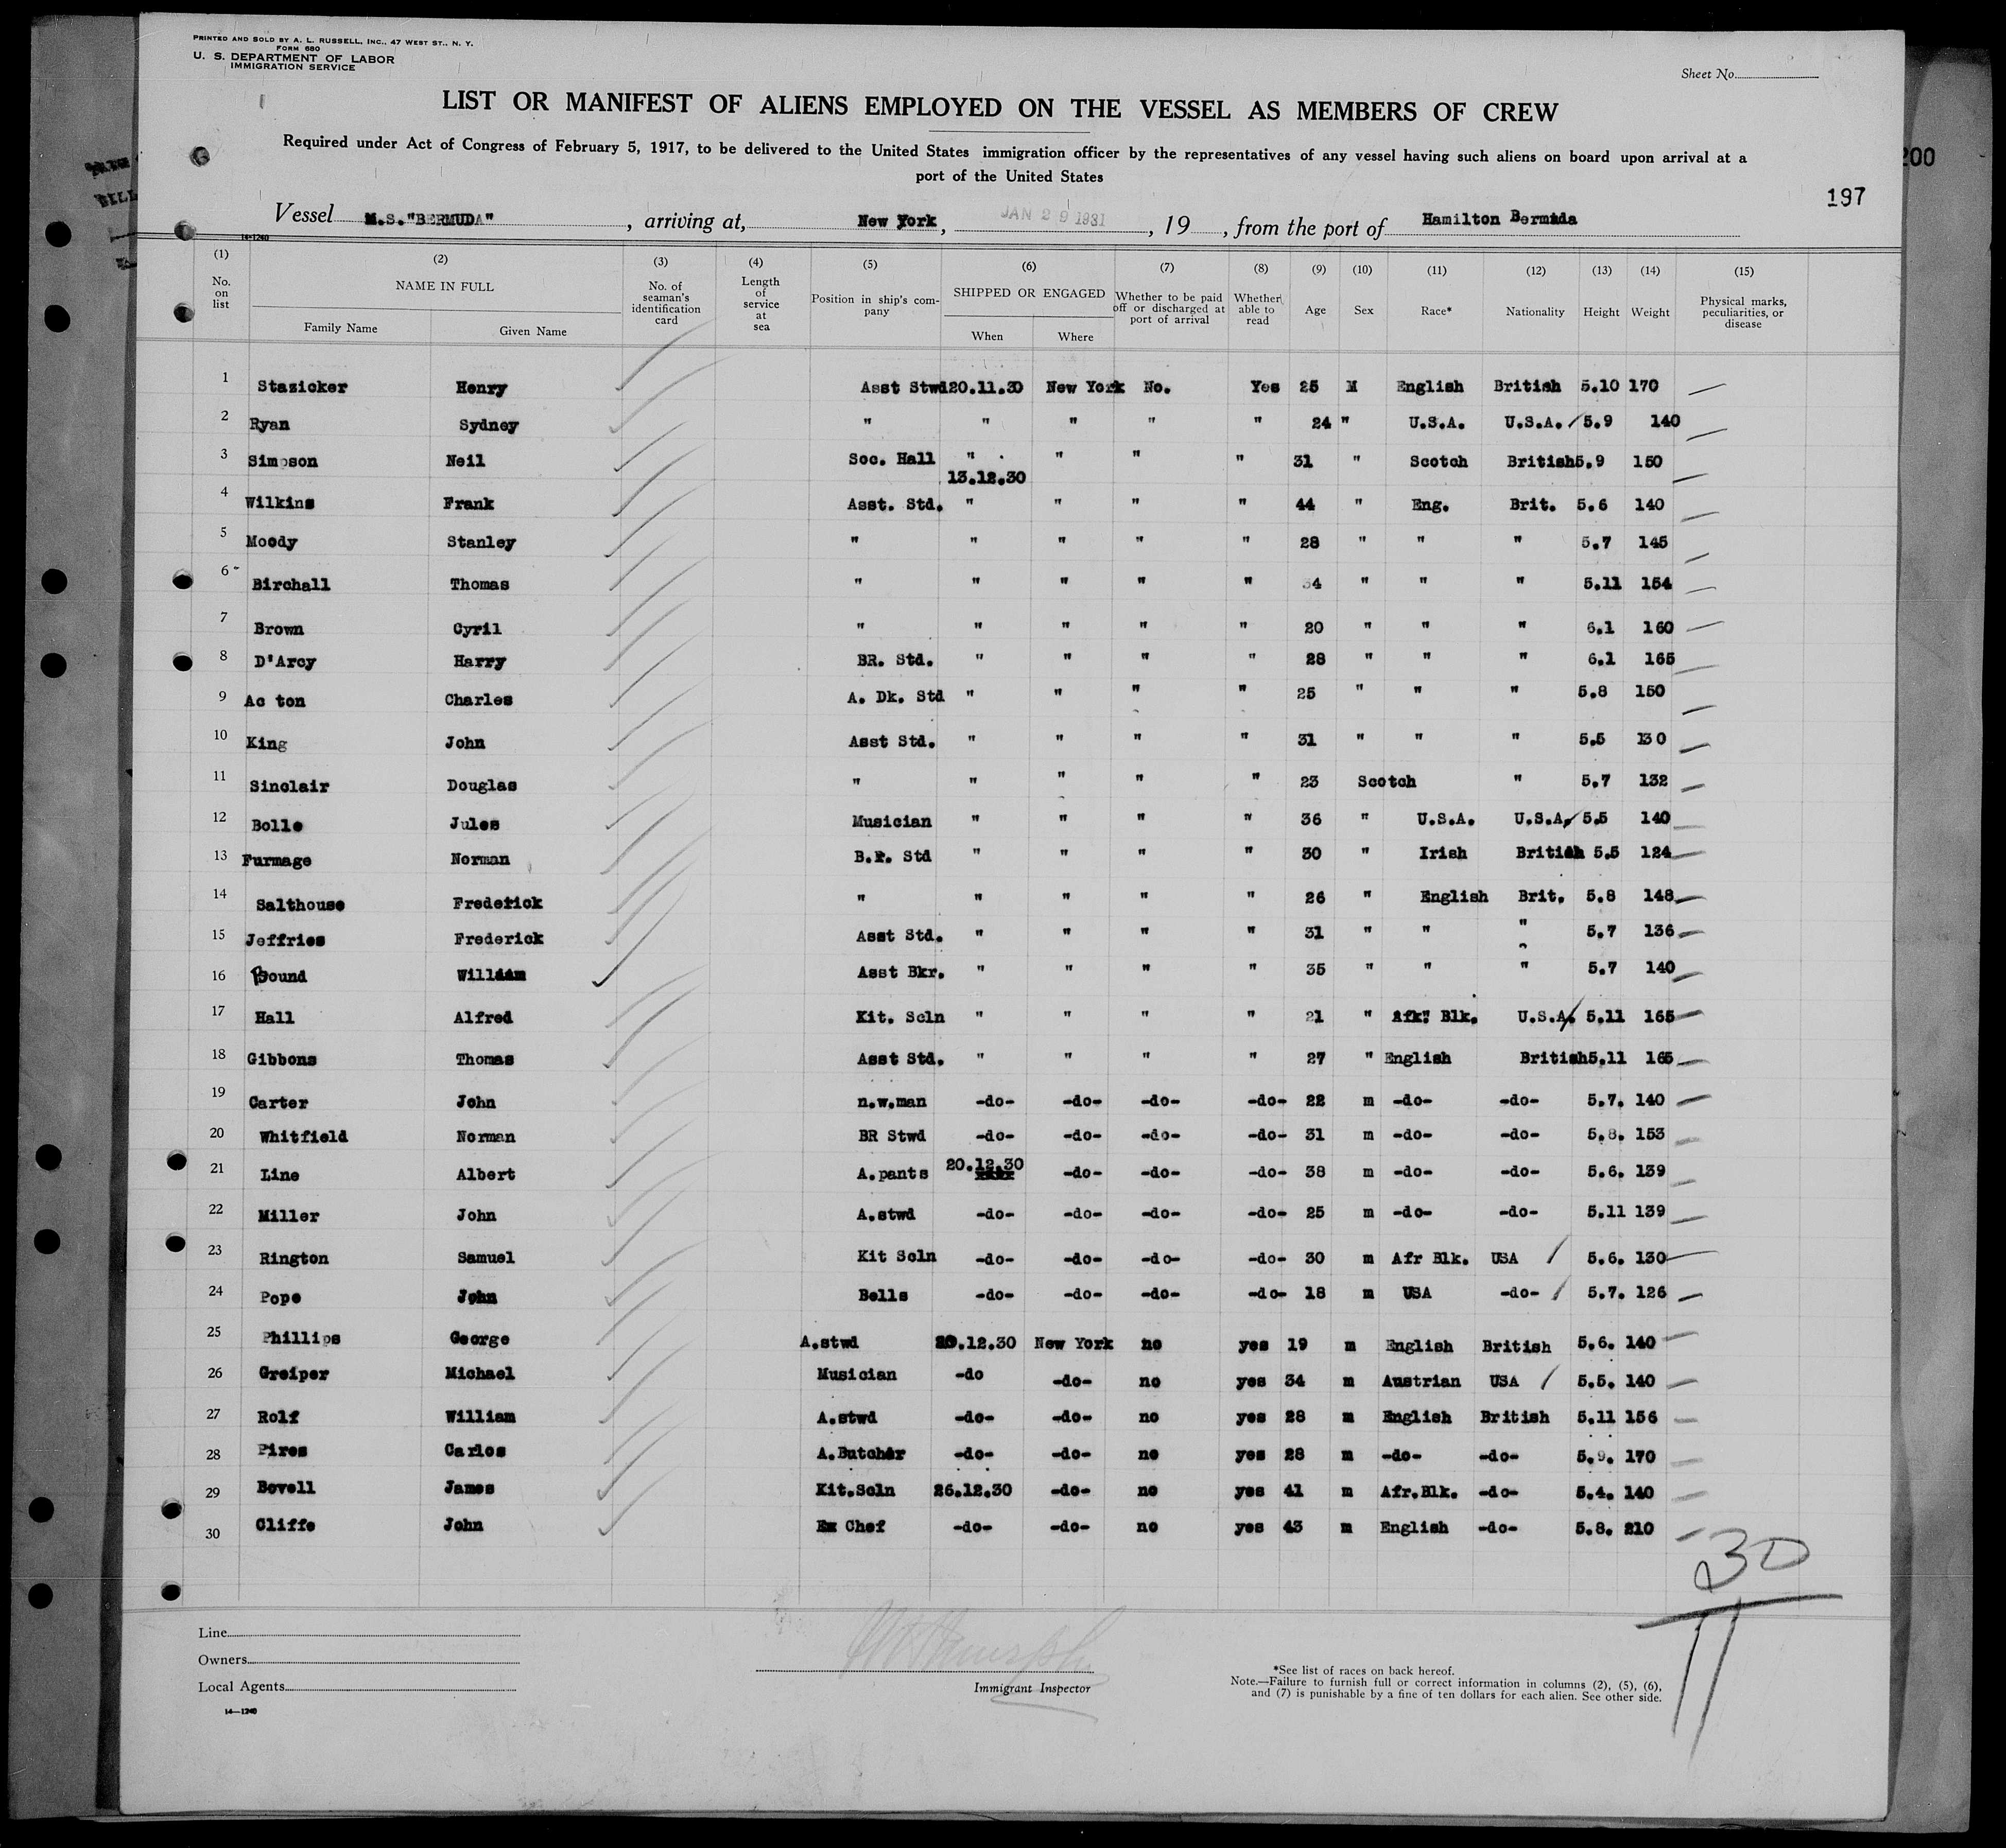 PRINTED AND SOLD BY A. L. RUSSELL, INC., 47 WEST ST., N. Y.
FORM 680
U. S. DEPARTMENT OF LABOR
IMMIGRATION SERVICE
Sheet No.
LIST OR MANIFEST OF ALIENS EMPLOYED ON THE VESSEL AS MEMBERS OF CREW
Required under Act of Congress of February 5, 1917, to be delivered to the United States immigration officer by the representatives of any vessel having such aliens on board upon arrival at a
port of the United States
200
197
Vessel M.S."BERMUDA", arriving at, New York, JAN 29 1931, 19 , from the port of Hamilton Bermuda
14-1240
(1) (2) (3) (4) (5) (6) (7) (8) (9) (10) (11) (12) (13) (14) (15)
No. on list NAME IN FULL Family Name Given Name No. of seaman's identification card Length of service at sea Position in ship's company SHIPPED OR ENGAGED When Where Whether to be paid off or discharged at port of arrival Whether able to read Age Sex Race* Nationality Height Weight Physical marks, peculiarities, or disease
1 Stazicker Henry Asst Stwd 20.11.30 New York No. Yes 25 M English British 5.10 170
2 Ryan Sydney " " " " " 24 " U.S.A. U.S.A. 5.9 140
3 Simpson Neil Soc. Hall " " " " 31 " Scotch British 5.9 150
13.12.30
4 Wilkins Frank Asst. Std. " " " " 44 " Eng. Brit. 5.6 140
5 Moody Stanley " " " " " 28 " " " 5.7 145
6 Birchall Thomas " " " " " 34 " " " 5.11 154
7 Brown Cyril " " " " " 20 " " " 6.1 160
8 D'Arcy Harry BR. Std. " " " " 28 " " " 6.1 165
9 Ac ton Charles A. Dk. Std " " " " 25 " " " 5.8 150
10 King John Asst Std. " " " " 31 " " " 5.5 130
11 Sinclair Douglas " " " " " 23 Scotch " 5.7 132
12 Bolle Jules Musician " " " " 36 " U.S.A. U.S.A. 5.5 140
13 Furmage Norman B.R. Std " " " " 30 " Irish British 5.5 124
14 Salthouse Frederick " " " " " 26 " English Brit. 5.8 148
15 Jeffries Frederick Asst Std. " " " " 31 " " " 5.7 136
16 William Asst Bkr. " " " " 35 " " " 5.7 140
17 Hall Alfred Kit. Scln " " " " 21 " Blk. U.S.A. 5.11 165
18 Gibbons Thomas Asst Std. " " " " 27 " English British 5.11 165
19 Carter John n.w.man -do- -do- -do- -do- 22 m -do- -do- 5.7. 140
20 Whitfield Norman BR Stwd -do- -do- -do- -do- 31 m -do- -do- 5.8. 153
21 Line Albert A.pants 20.12.30 -do- -do- -do- 38 m -do- -do- 5.6. 139
22 Miller John A.stwd -do- -do- -do- -do- 25 m -do- -do- 5.11 139
23 Rington Samuel Kit Scln -do- -do- -do- -do- 30 m Afr Blk. USA 5.6. 130
24 Pope John Bells -do- -do- -do- -do- 18 m USA -do- 5.7. 126
25 Phillips George A.stwd 20.12.30 New York no yes 19 m English British 5.6. 140
26 Greiper Michael Musician -do -do- no yes 34 m Austrian USA 5.5. 140
27 Rolf William A.stwd -do- -do- no yes 28 m English British 5.11 156
28 Pires Carlos A.Butcher -do- -do- no yes 28 m -do- -do- 5.9. 170
29 Bovell James Kit.Scln 26.12.30 -do- no yes 41 m Afr.Blk. -do- 5.4. 140
30 Cliffe John Ex Chef -do- -do- no yes 43 m English -do- 5.8. 210
30
Line
Owners
Local Agents
14-1240
Immigrant Inspector
*See list of races on back hereof.
Note.—Failure to furnish full or correct information in columns (2), (5), (6),
and (7) is punishable by a fine of ten dollars for each alien. See other side.